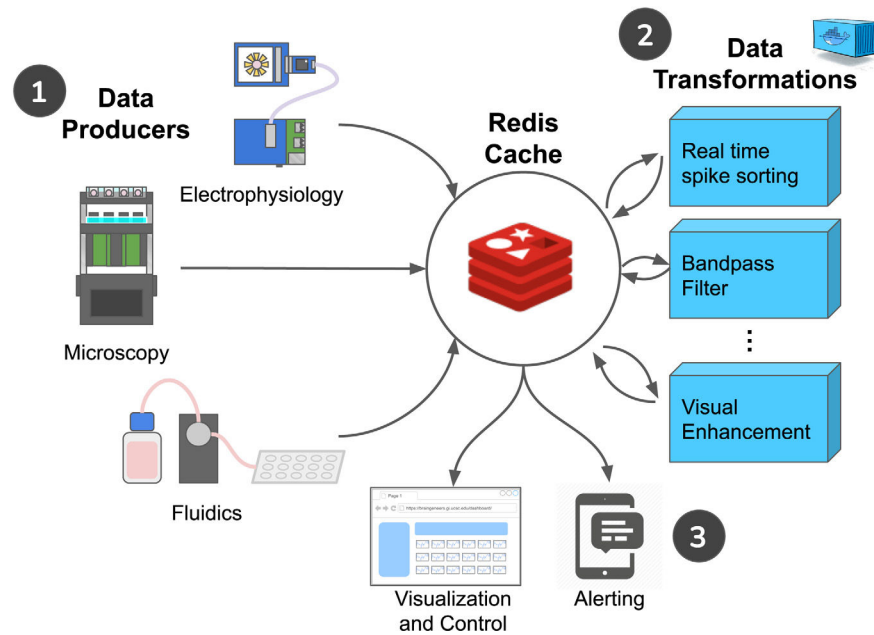 1
Data
Producers
Electrophysiology
Microscopy
Fluidics
Redis
Cache
2
Data
Transformations
Real time
spike sorting
Bandpass
Filter
⋮
Visual
Enhancement
Page 1
Visualization
and Control
Alerting
3